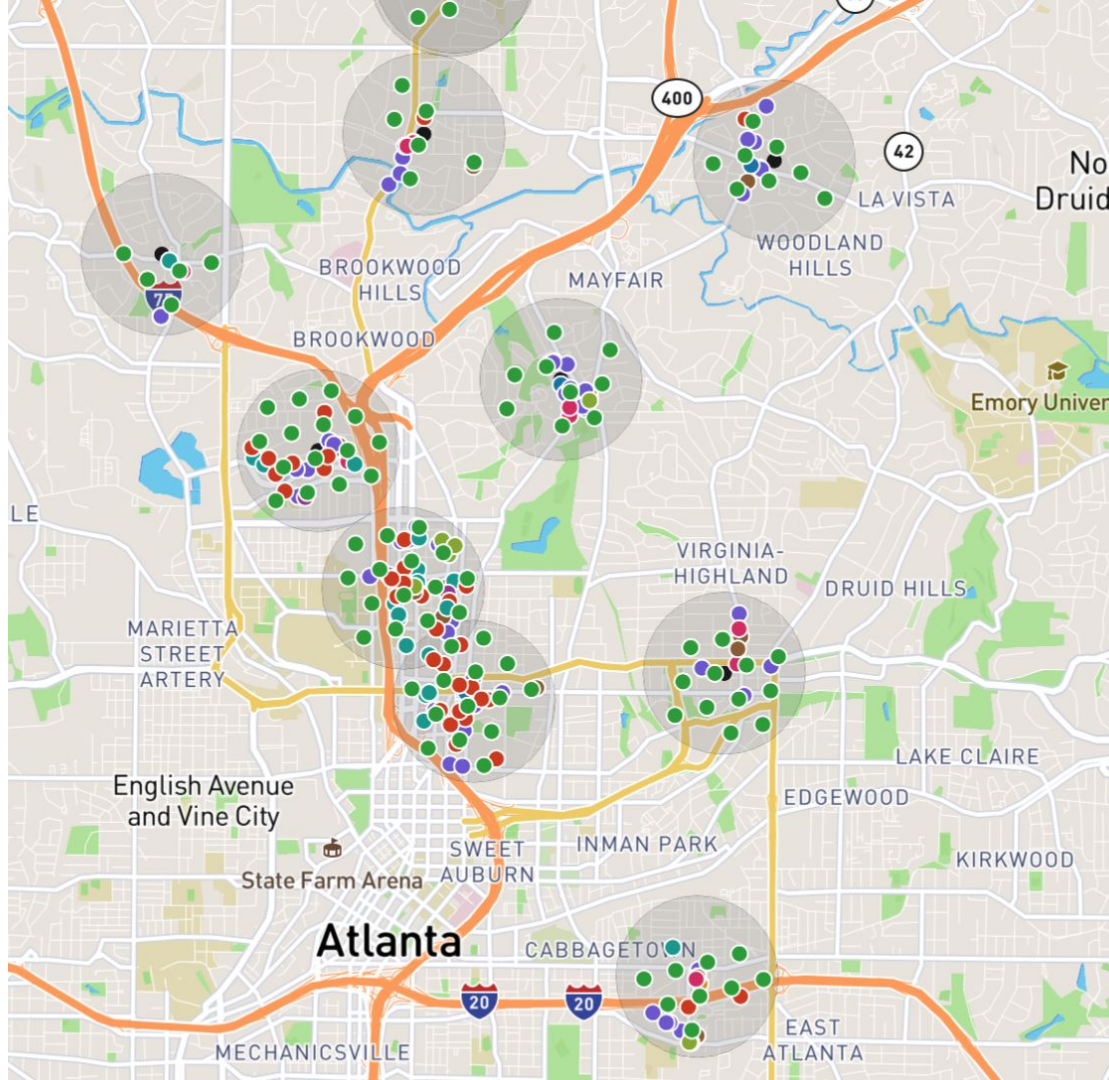 400
42
No
Druid
LA VISTA
WOODLAND
HILLS
BROOKWOOD
HILLS
MAYFAIR
BROOKWOOD
Emory Univer
LE
VIRGINIA-
HIGHLAND
DRUID HILLS
MARIETTA
STREET
ARTERY
LAKE CLAIRE
English Avenue
and Vine City
EDGEWOOD
SWEET
AUBURN
INMAN PARK
KIRKWOOD
State Farm Arena
Atlanta
CABBAGETOWN
20
20
EAST
ATLANTA
MECHANICSVILLE